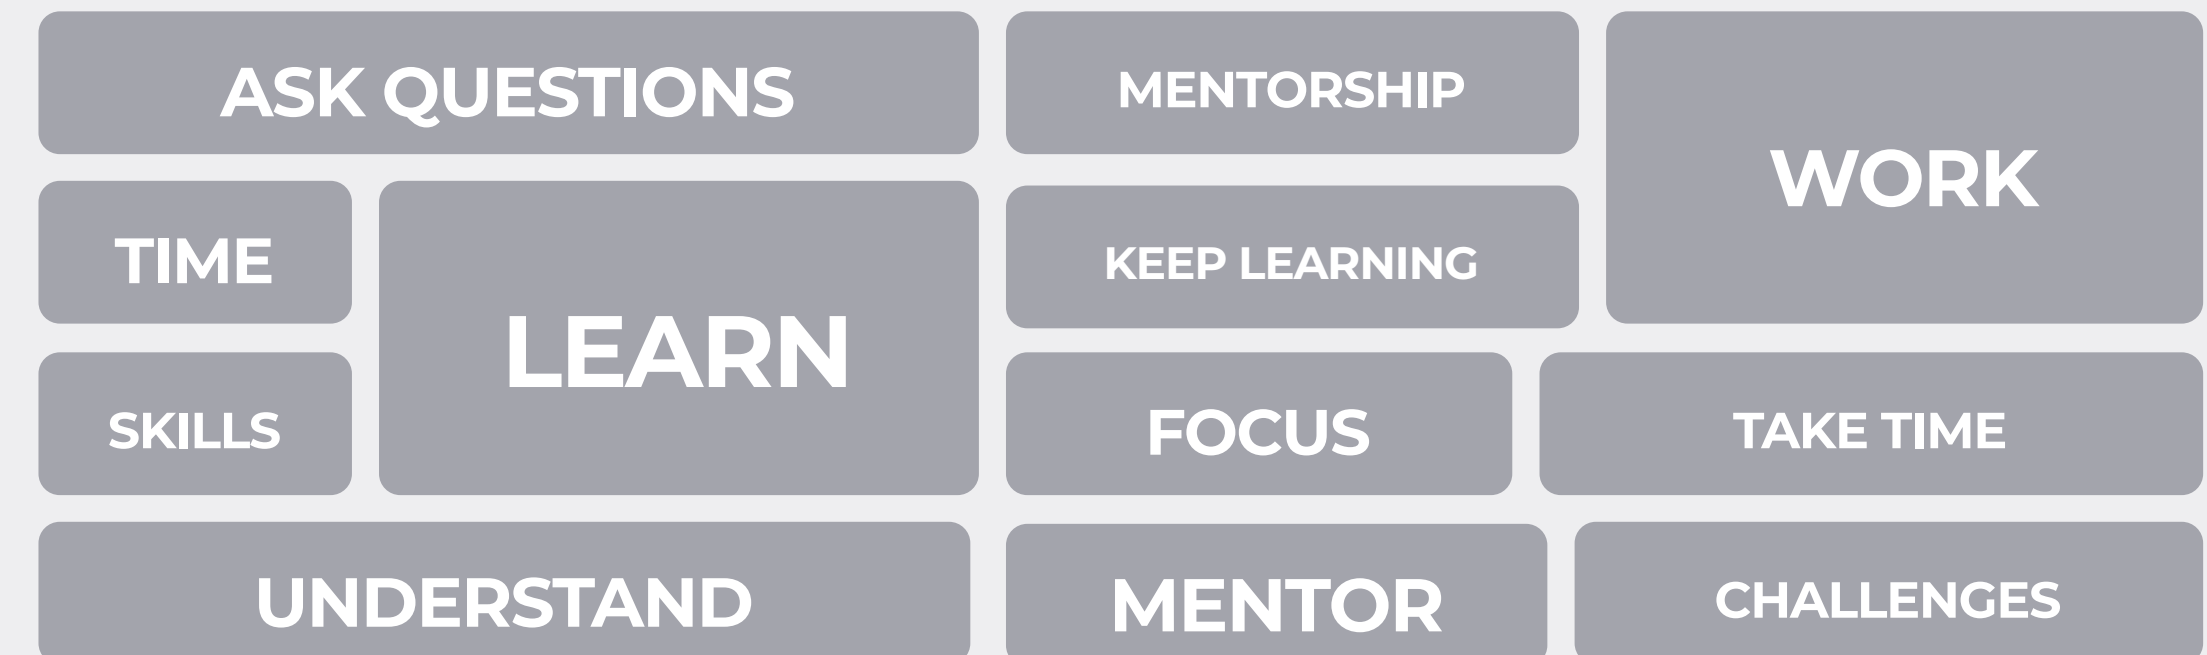 ASK QUESTIONS
MENTORSHIP
WORK
TIME
LEARN
KEEP LEARNING
SKILLS
FOCUS
TAKE TIME
UNDERSTAND
MENTOR
CHALLENGES